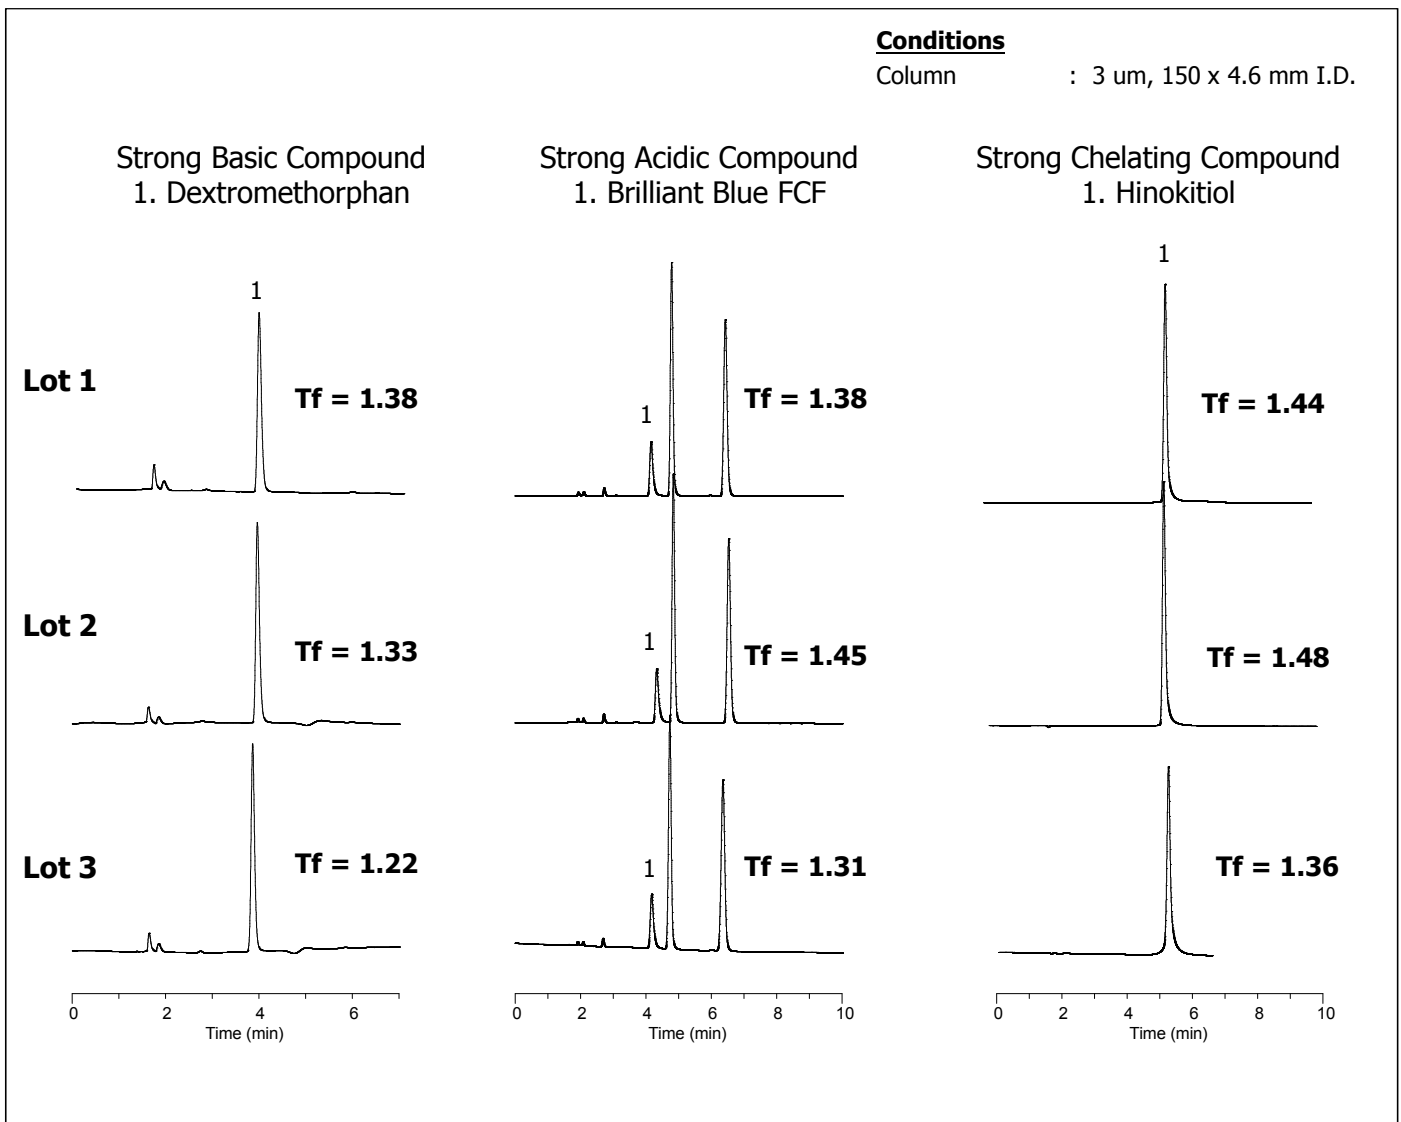 Conditions
Column : 3 um, 150 x 4.6 mm I.D.
Strong Basic Compound
1. Dextromethorphan
Strong Acidic Compound
1. Brilliant Blue FCF
Strong Chelating Compound
1. Hinokitiol
Lot 1
1
Tf = 1.38
1
Tf = 1.38
1
Tf = 1.44
Lot 2
Tf = 1.33
1
Tf = 1.45
Tf = 1.48
Lot 3
Tf = 1.22
1
Tf = 1.31
Tf = 1.36
0 2 4 6
Time (min)
0 2 4 6 8 10
Time (min)
0 2 4 6 8 10
Time (min)